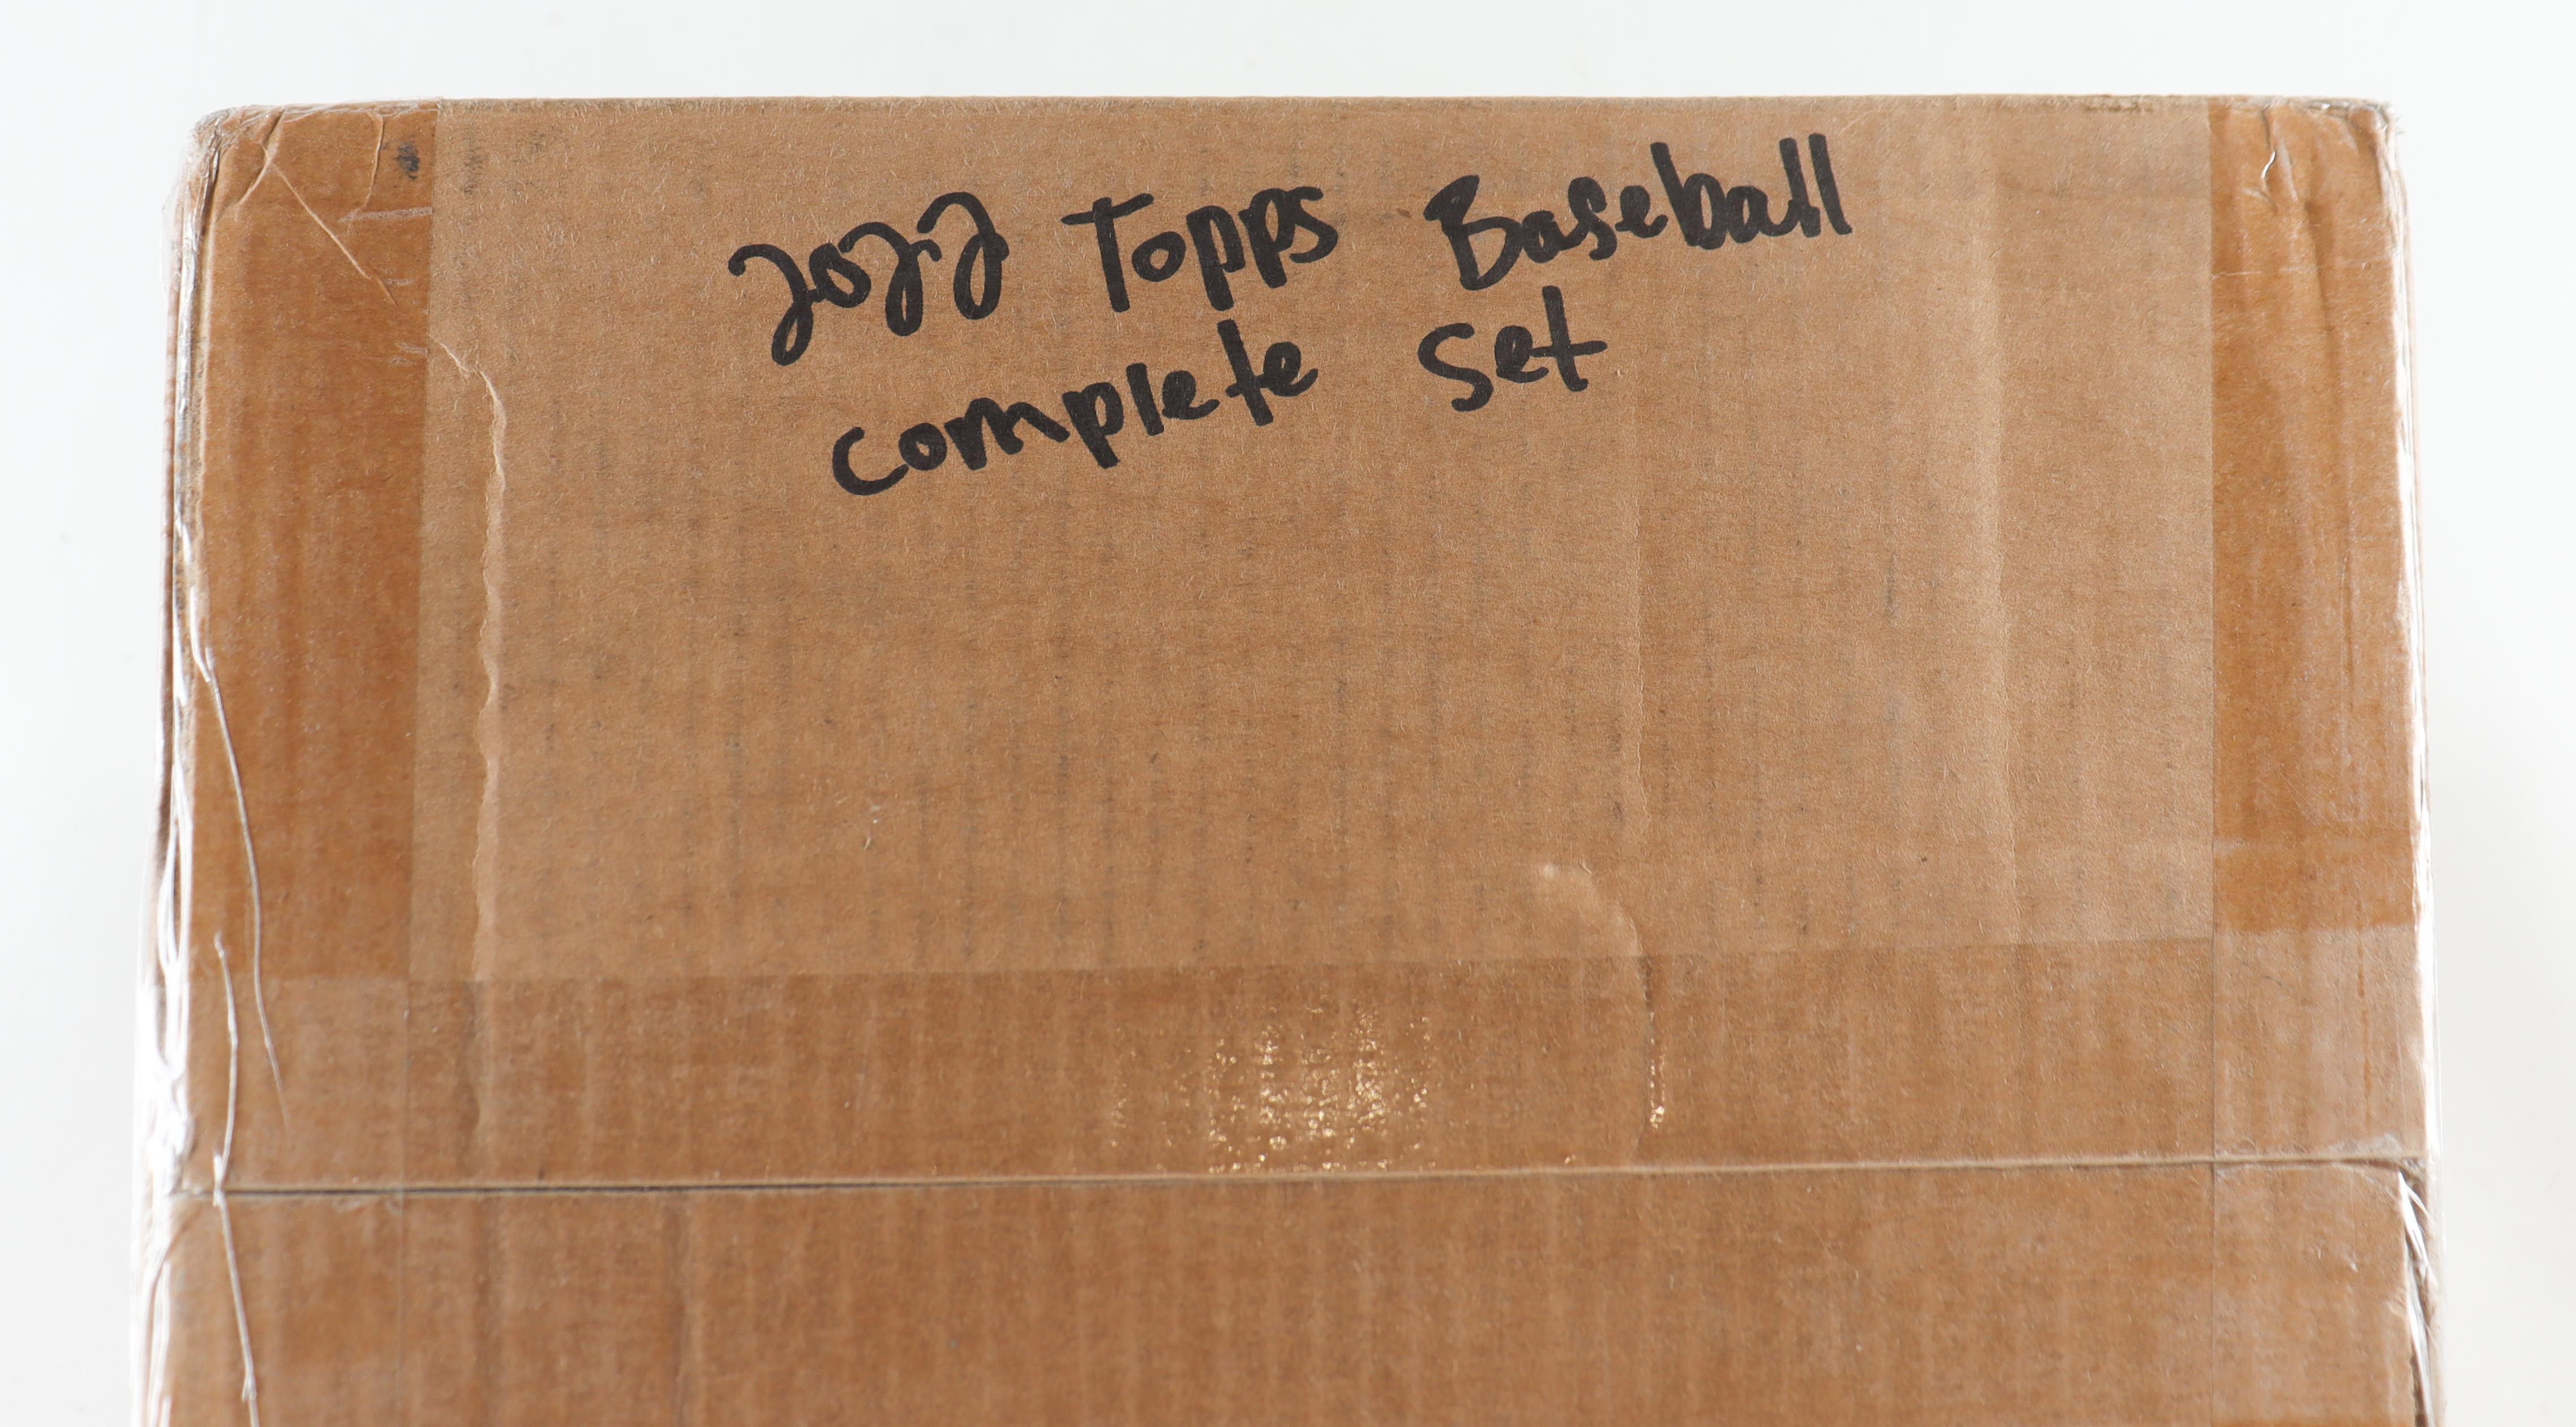 2022 Topps Baseball
complete Set